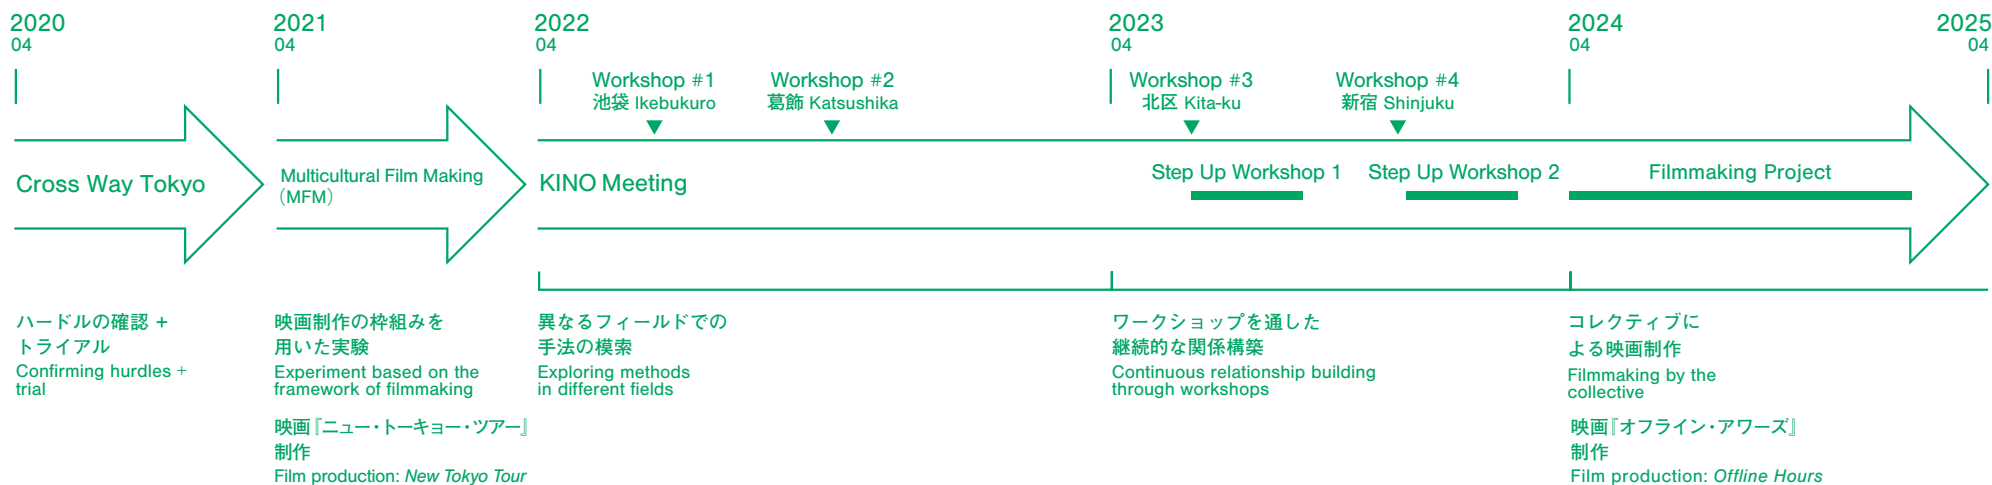 2020
04
2021
04
2022
04
2023
04
2024
04
2025
04
Workshop #1
池袋 Ikebukuro
Workshop #2
葛飾 Katsushika
Workshop #3
北区 Kita-ku
Workshop #4
新宿 Shinjuku
Cross Way Tokyo
Multicultural Film Making
（MFM）
KINO Meeting
Step Up Workshop 1
Step Up Workshop 2
Filmmaking Project
ハードルの確認 +
トライアル
Confirming hurdles +
trial
映画制作の枠組みを
用いた実験
Experiment based on the
framework of filmmaking
映画『ニュー・トーキョー・ツアー』
制作
Film production: New Tokyo Tour
異なるフィールドでの
手法の模索
Exploring methods
in different fields
ワークショップを通した
継続的な関係構築
Continuous relationship building
through workshops
コレクティブに
よる映画制作
Filmmaking by the
collective
映画『オフライン・アワーズ』
制作
Film production: Offline Hours